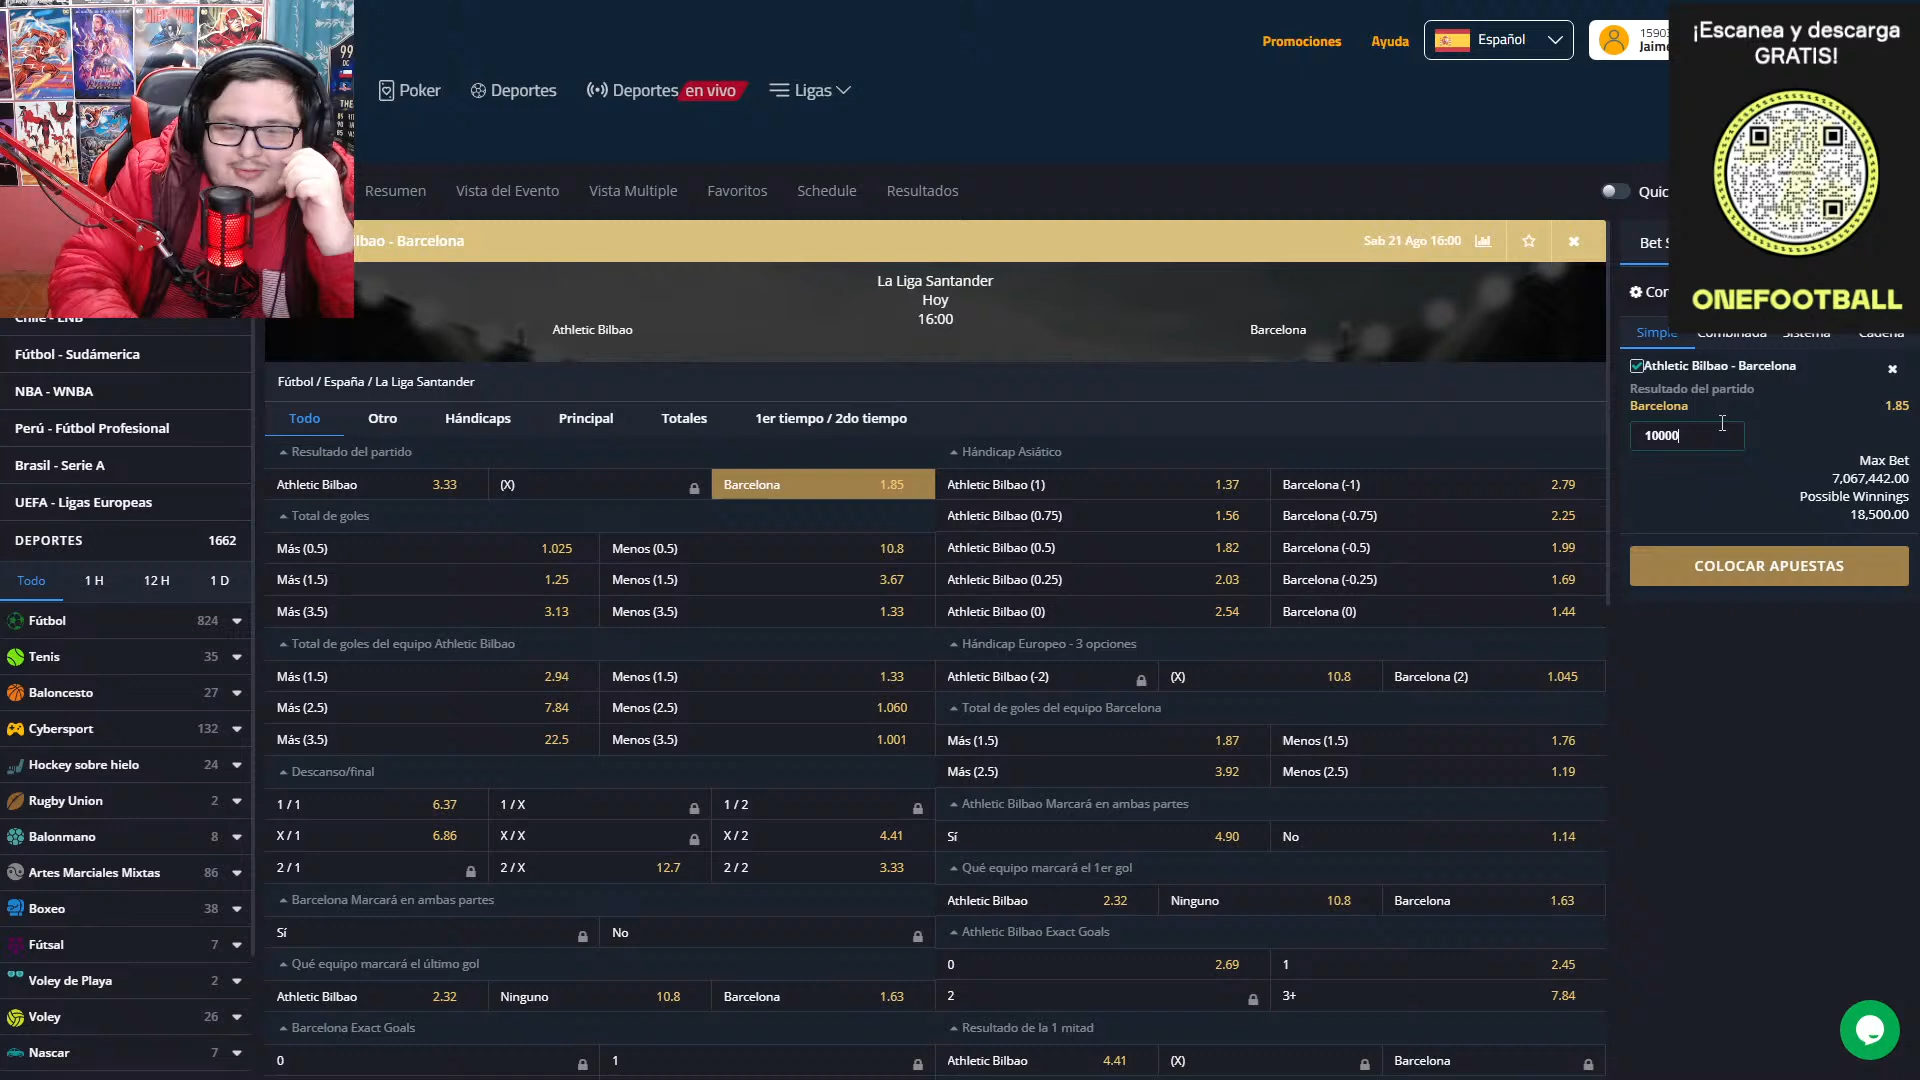 Promociones
Ayuda
Español
15903
Jaime
¡Escanea y descarga
GRATIS!
ONEFOOTBALL
Poker
Deportes
Deportes en vivo
Ligas
Resumen
Vista del Evento
Vista Multiple
Favoritos
Schedule
Resultados
Quic
lbao - Barcelona
Sab 21 Ago 16:00
Bet S
La Liga Santander
Hoy
16:00
Athletic Bilbao
Barcelona
Cor
Simple
Combinada
Sistema
Cadena
Athletic Bilbao - Barcelona
Resultado del partido
Barcelona 1.85
10000
Max Bet
7,067,442.00
Possible Winnings
18,500.00
COLOCAR APUESTAS
Chile - LNB
Fútbol - Sudámerica
NBA - WNBA
Perú - Fútbol Profesional
Brasil - Serie A
UEFA - Ligas Europeas
DEPORTES 1662
Todo 1 H 12 H 1 D
Fútbol 824
Tenis 35
Baloncesto 27
Cybersport 132
Hockey sobre hielo 24
Rugby Union 2
Balonmano 8
Artes Marciales Mixtas 86
Boxeo 38
Fútsal 7
Voley de Playa 2
Voley 26
Nascar 7
Fútbol / España / La Liga Santander
Todo Otro Hándicaps Principal Totales 1er tiempo / 2do tiempo
Resultado del partido
Athletic Bilbao 3.33 (X) Barcelona 1.85
Total de goles
Más (0.5) 1.025 Menos (0.5) 10.8
Más (1.5) 1.25 Menos (1.5) 3.67
Más (3.5) 3.13 Menos (3.5) 1.33
Total de goles del equipo Athletic Bilbao
Más (1.5) 2.94 Menos (1.5) 1.33
Más (2.5) 7.84 Menos (2.5) 1.060
Más (3.5) 22.5 Menos (3.5) 1.001
Descanso/final
1 / 1 6.37 1 / X 1 / 2
X / 1 6.86 X / X X / 2 4.41
2 / 1 2 / X 12.7 2 / 2 3.33
Barcelona Marcará en ambas partes
Sí No
Qué equipo marcará el último gol
Athletic Bilbao 2.32 Ninguno 10.8 Barcelona 1.63
Barcelona Exact Goals
0 1
Hándicap Asiático
Athletic Bilbao (1) 1.37 Barcelona (-1) 2.79
Athletic Bilbao (0.75) 1.56 Barcelona (-0.75) 2.25
Athletic Bilbao (0.5) 1.82 Barcelona (-0.5) 1.99
Athletic Bilbao (0.25) 2.03 Barcelona (-0.25) 1.69
Athletic Bilbao (0) 2.54 Barcelona (0) 1.44
Hándicap Europeo - 3 opciones
Athletic Bilbao (-2) (X) 10.8 Barcelona (2) 1.045
Total de goles del equipo Barcelona
Más (1.5) 1.87 Menos (1.5) 1.76
Más (2.5) 3.92 Menos (2.5) 1.19
Athletic Bilbao Marcará en ambas partes
Sí 4.90 No 1.14
Qué equipo marcará el 1er gol
Athletic Bilbao 2.32 Ninguno 10.8 Barcelona 1.63
Athletic Bilbao Exact Goals
0 2.69 1 2.45
2 3+ 7.84
Resultado de la 1 mitad
Athletic Bilbao 4.41 (X) Barcelona